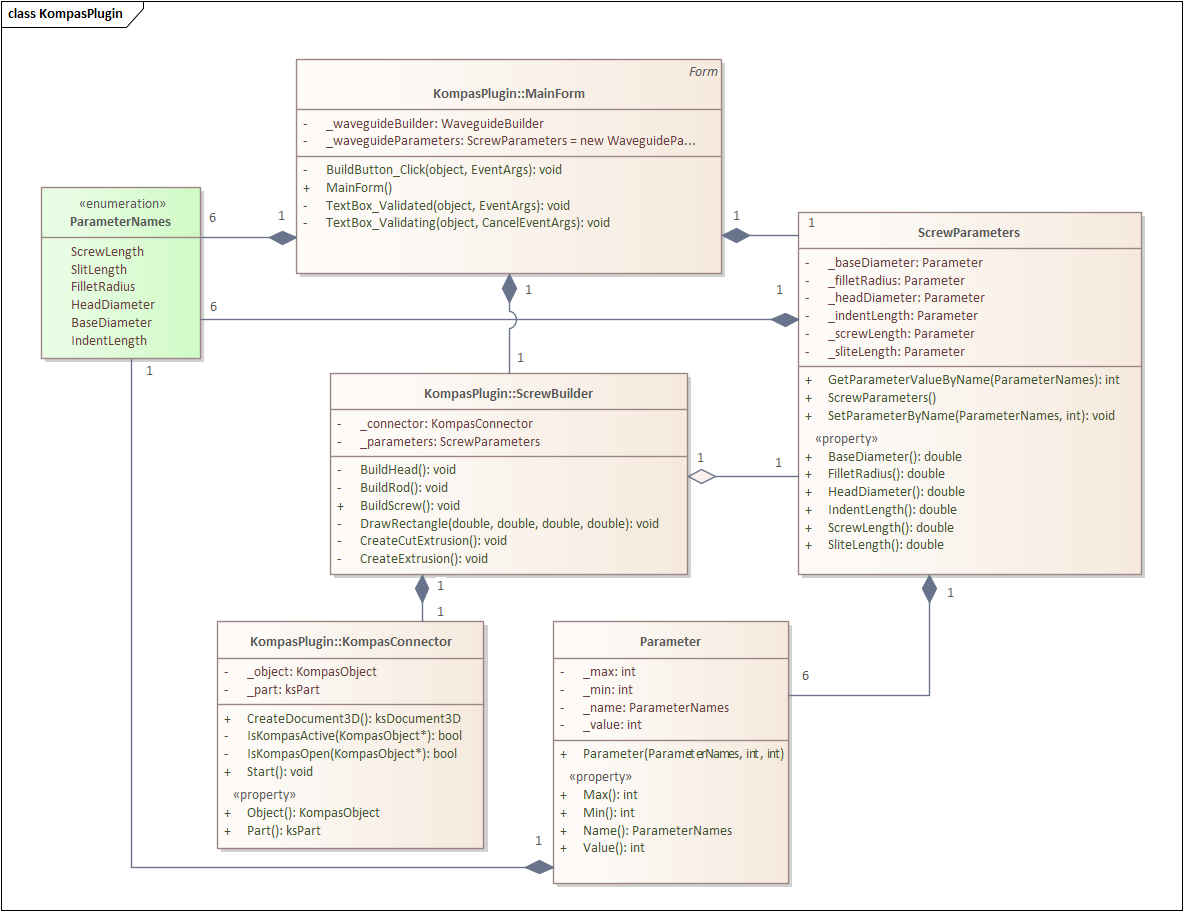 class KompasPlugin
Form
KompasPlugin::MainForm
- _waveguideBuilder: WaveguideBuilder
- _waveguideParameters: ScrewParameters = new WaveguidePa...
- BuildButton_Click(object, EventArgs): void
+ MainForm()
- TextBox_Validated(object, EventArgs): void
- TextBox_Validating(object, CancelEventArgs): void
«enumeration»
ParameterNames
ScrewLength
SlitLength
FilletRadius
HeadDiameter
BaseDiameter
IndentLength
6
1
1
1
6
1
1
1
1
ScrewParameters
- _baseDiameter: Parameter
- _filletRadius: Parameter
- _headDiameter: Parameter
- _indentLength: Parameter
- _screwLength: Parameter
- _sliteLength: Parameter
+ GetParameterValueByName(ParameterNames): int
+ ScrewParameters()
+ SetParameterByName(ParameterNames, int): void
«property»
+ BaseDiameter(): double
+ FilletRadius(): double
+ HeadDiameter(): double
+ IndentLength(): double
+ ScrewLength(): double
+ SliteLength(): double
KompasPlugin::ScrewBuilder
- _connector: KompasConnector
- _parameters: ScrewParameters
- BuildHead(): void
- BuildRod(): void
+ BuildScrew(): void
- DrawRectangle(double, double, double, double): void
- CreateCutExtrusion(): void
- CreateExtrusion(): void
1
1
1
1
1
6
KompasPlugin::KompasConnector
- _object: KompasObject
- _part: ksPart
+ CreateDocument3D(): ksDocument3D
- IsKompasActive(KompasObject*): bool
- IsKompasOpen(KompasObject*): bool
+ Start(): void
«property»
+ Object(): KompasObject
+ Part(): ksPart
Parameter
- _max: int
- _min: int
- _name: ParameterNames
- _value: int
+ Parameter(ParameterNames, int, int)
«property»
+ Max(): int
+ Min(): int
+ Name(): ParameterNames
+ Value(): int
1